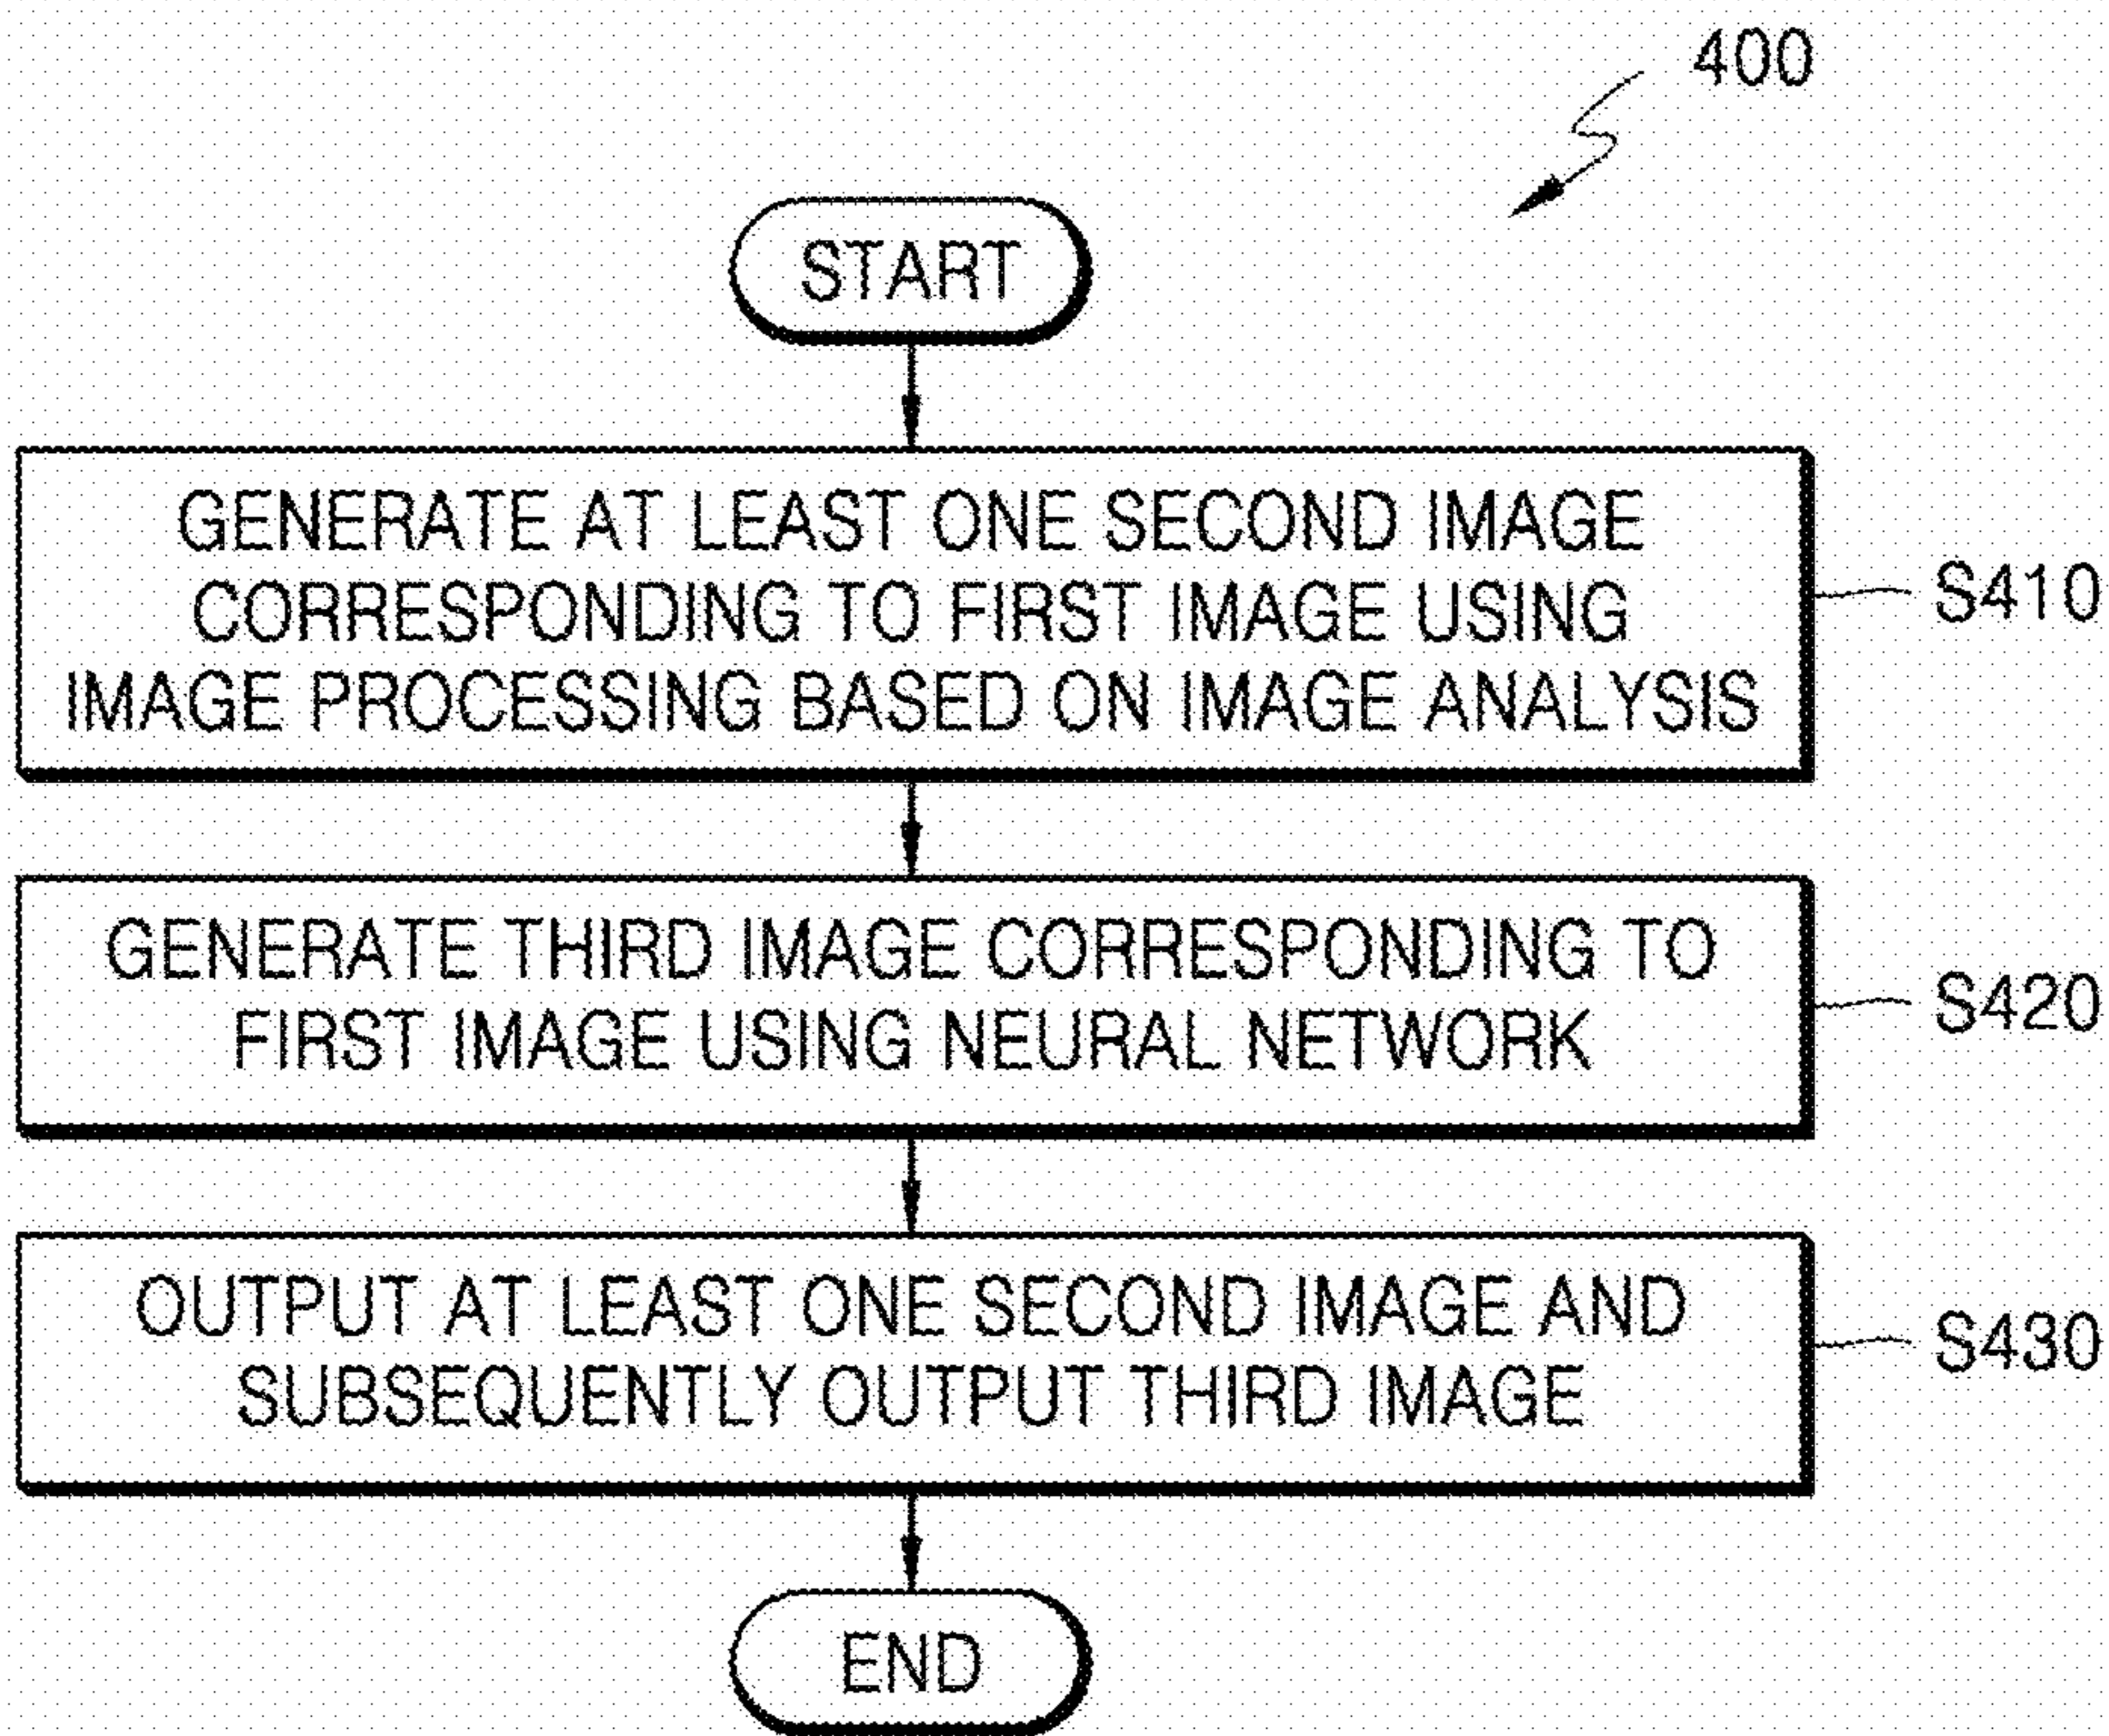 400
START
GENERATE AT LEAST ONE SECOND IMAGE
CORRESPONDING TO FIRST IMAGE USING
IMAGE PROCESSING BASED ON IMAGE ANALYSIS
S410
GENERATE THIRD IMAGE CORRESPONDING TO
FIRST IMAGE USING NEURAL NETWORK
S420
OUTPUT AT LEAST ONE SECOND IMAGE AND
SUBSEQUENTLY OUTPUT THIRD IMAGE
S430
END